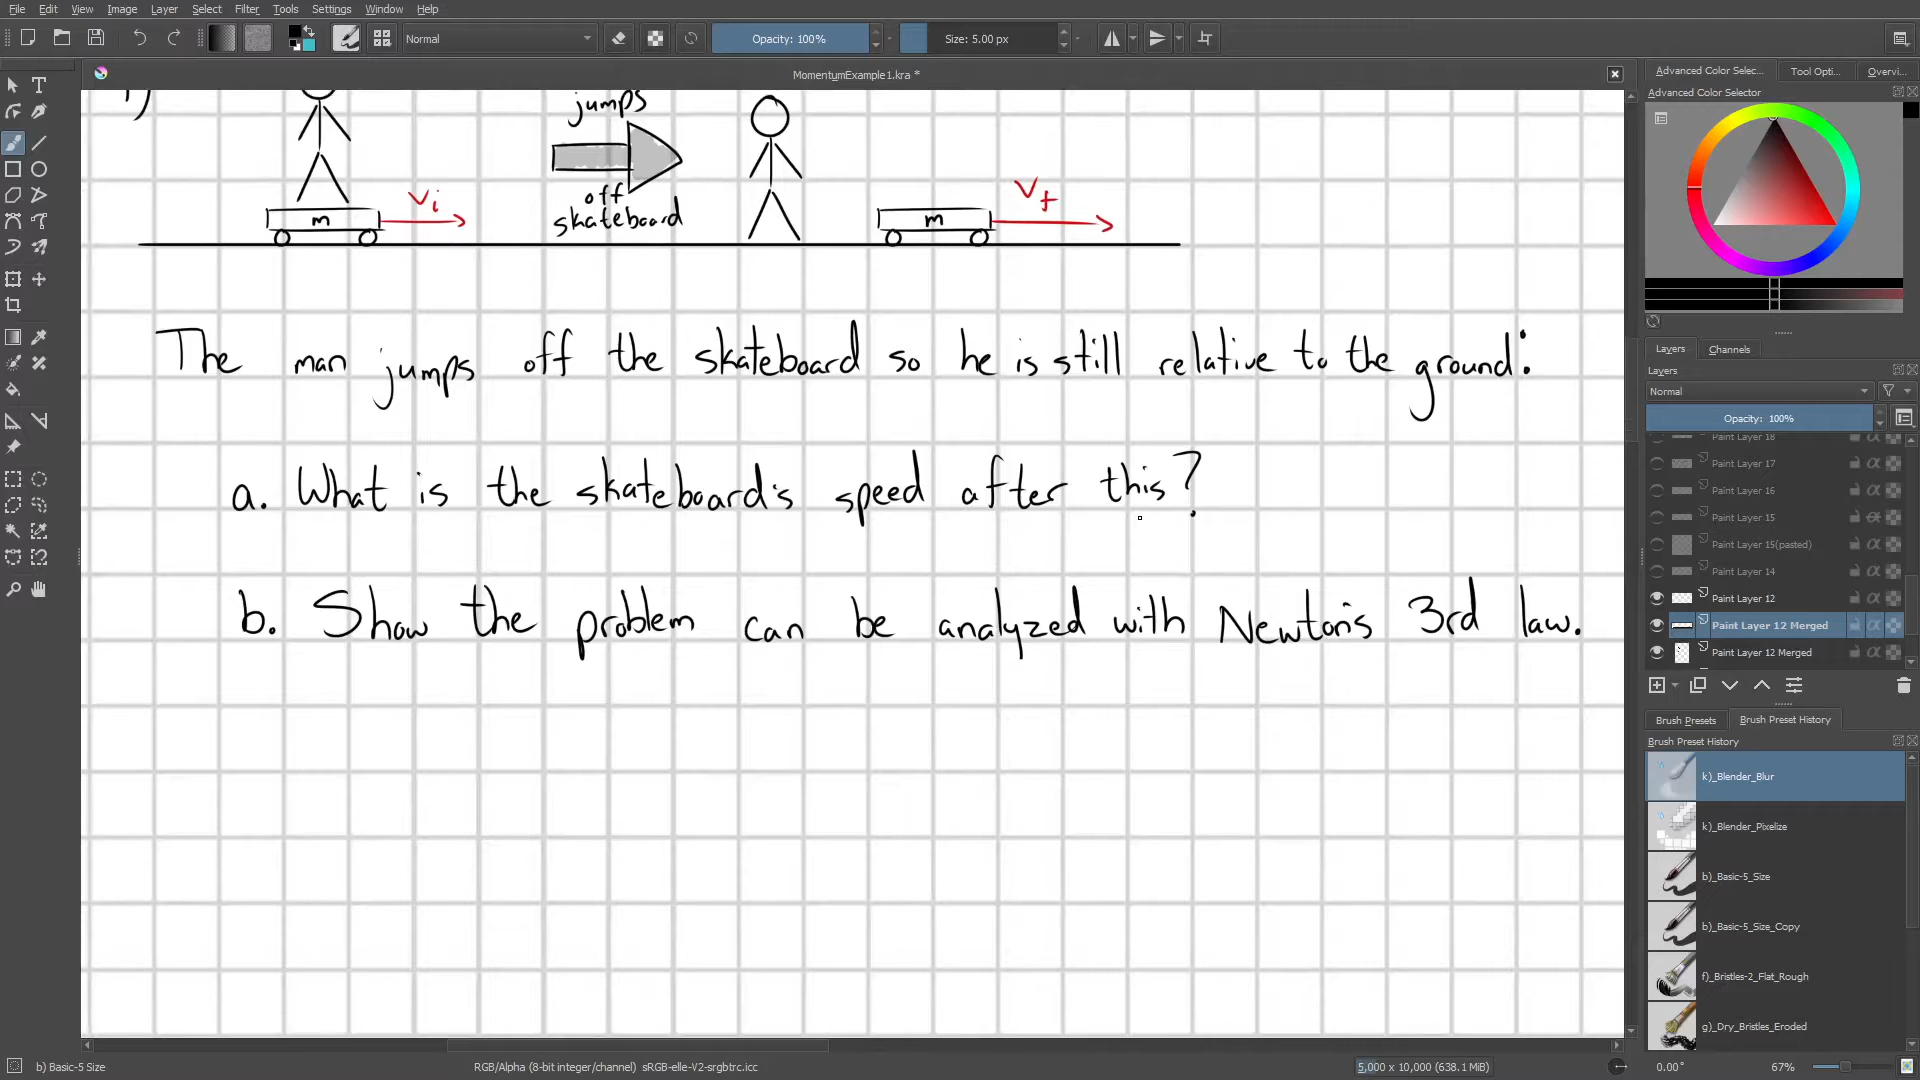 File Edit View Image Layer Select Filter Tools Settings Window Help
Normal Opacity: 100% Size: 5.00 px
MomentumExample1.kra *
1)
jumps
off
skateboard
m
Vi
m
Vf
The man jumps off the skateboard so he is still relative to the ground:
a. What is the skateboard's speed after this?
b. Show the problem can be analyzed with Newton's 3rd law.
Advanced Color Selec... Tool Opti... Overvi...
Advanced Color Selector
Layers Channels
Layers
Normal
Opacity: 100%
Paint Layer 18
Paint Layer 17
Paint Layer 16
Paint Layer 15
Paint Layer 15(pasted)
Paint Layer 14
Paint Layer 12
Paint Layer 12 Merged
Paint Layer 12 Merged
Brush Presets Brush Preset History
Brush Preset History
k)_Blender_Blur
k)_Blender_Pixelize
b)_Basic-5_Size
b)_Basic-5_Size_Copy
f)_Bristles-2_Flat_Rough
g)_Dry_Bristles_Eroded
b) Basic-5 Size RGB/Alpha (8-bit integer/channel) sRGB-elle-V2-srgbtrc.icc 5,000 x 10,000 (638.1 MiB) 0.00° 67%